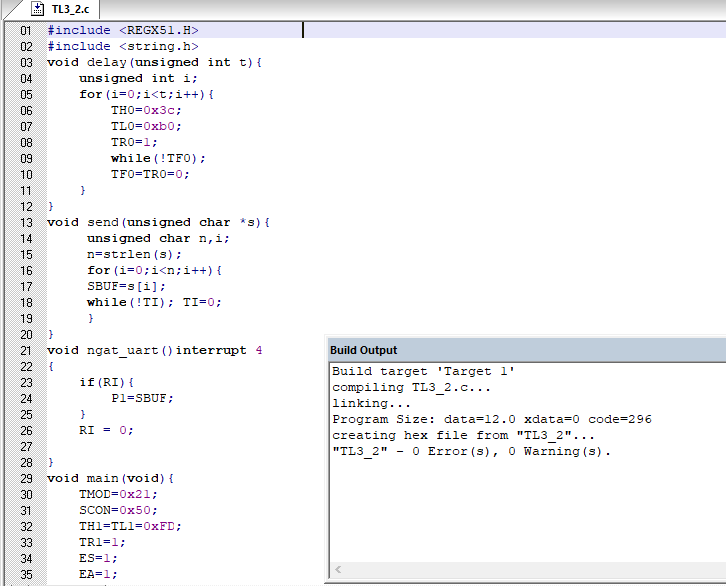 TL3_2.c
01 #include <REGX51.H>
02 #include <string.h>
03 void delay(unsigned int t){
04 unsigned int i;
05 for(i=0;i<t;i++){
06 TH0=0x3c;
07 TL0=0xb0;
08 TR0=1;
09 while(!TF0);
10 TF0=TR0=0;
11 }
12 }
13 void send(unsigned char *s){
14 unsigned char n,i;
15 n=strlen(s);
16 for(i=0;i<n;i++){
17 SBUF=s[i];
18 while(!TI); TI=0;
19 }
20 }
21 void ngat_uart()interrupt 4
22 {
23 if(RI){
24 P1=SBUF;
25 }
26 RI = 0;
27
28 }
29 void main(void){
30 TMOD=0x21;
31 SCON=0x50;
32 TH1=TL1=0xFD;
33 TR1=1;
34 ES=1;
35 EA=1;
Build Output
Build target 'Target 1'
compiling TL3_2.c...
linking...
Program Size: data=12.0 xdata=0 code=296
creating hex file from "TL3_2"...
"TL3_2" - 0 Error(s), 0 Warning(s).